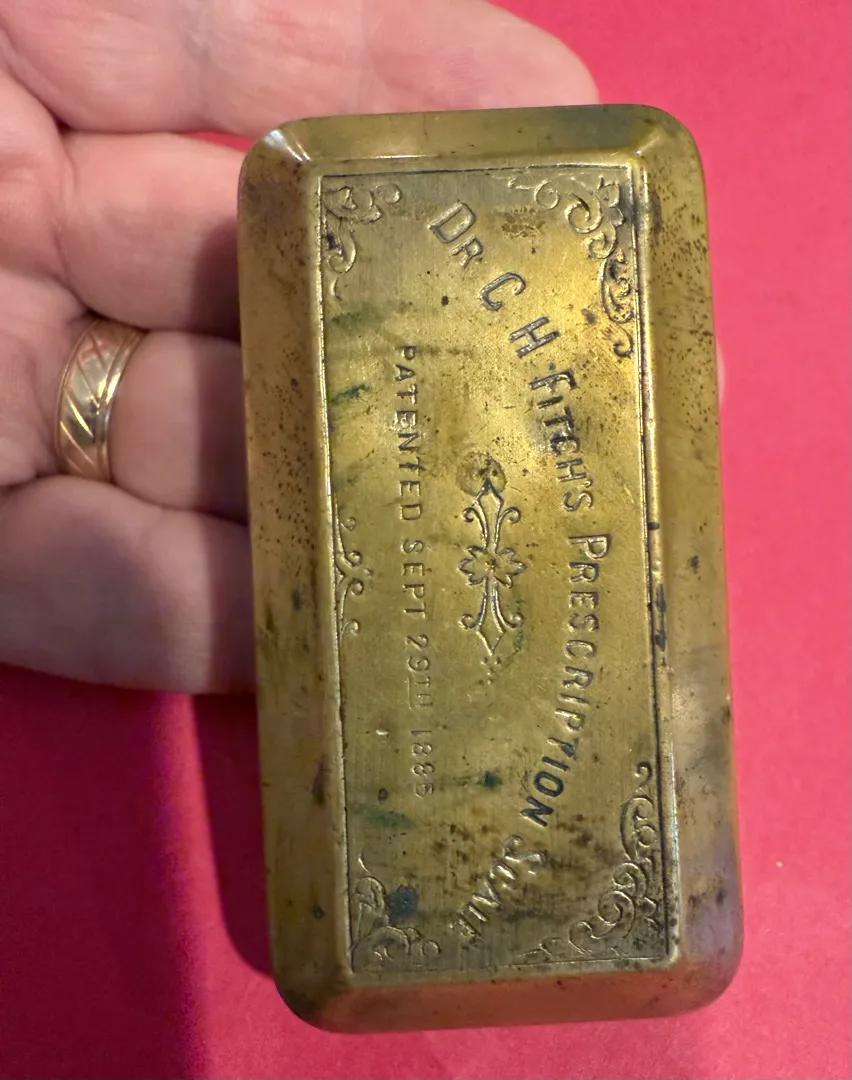 DR C H FITCH'S PRESCRIPTION SCALE
PATENTED SEPT 29TH 1885